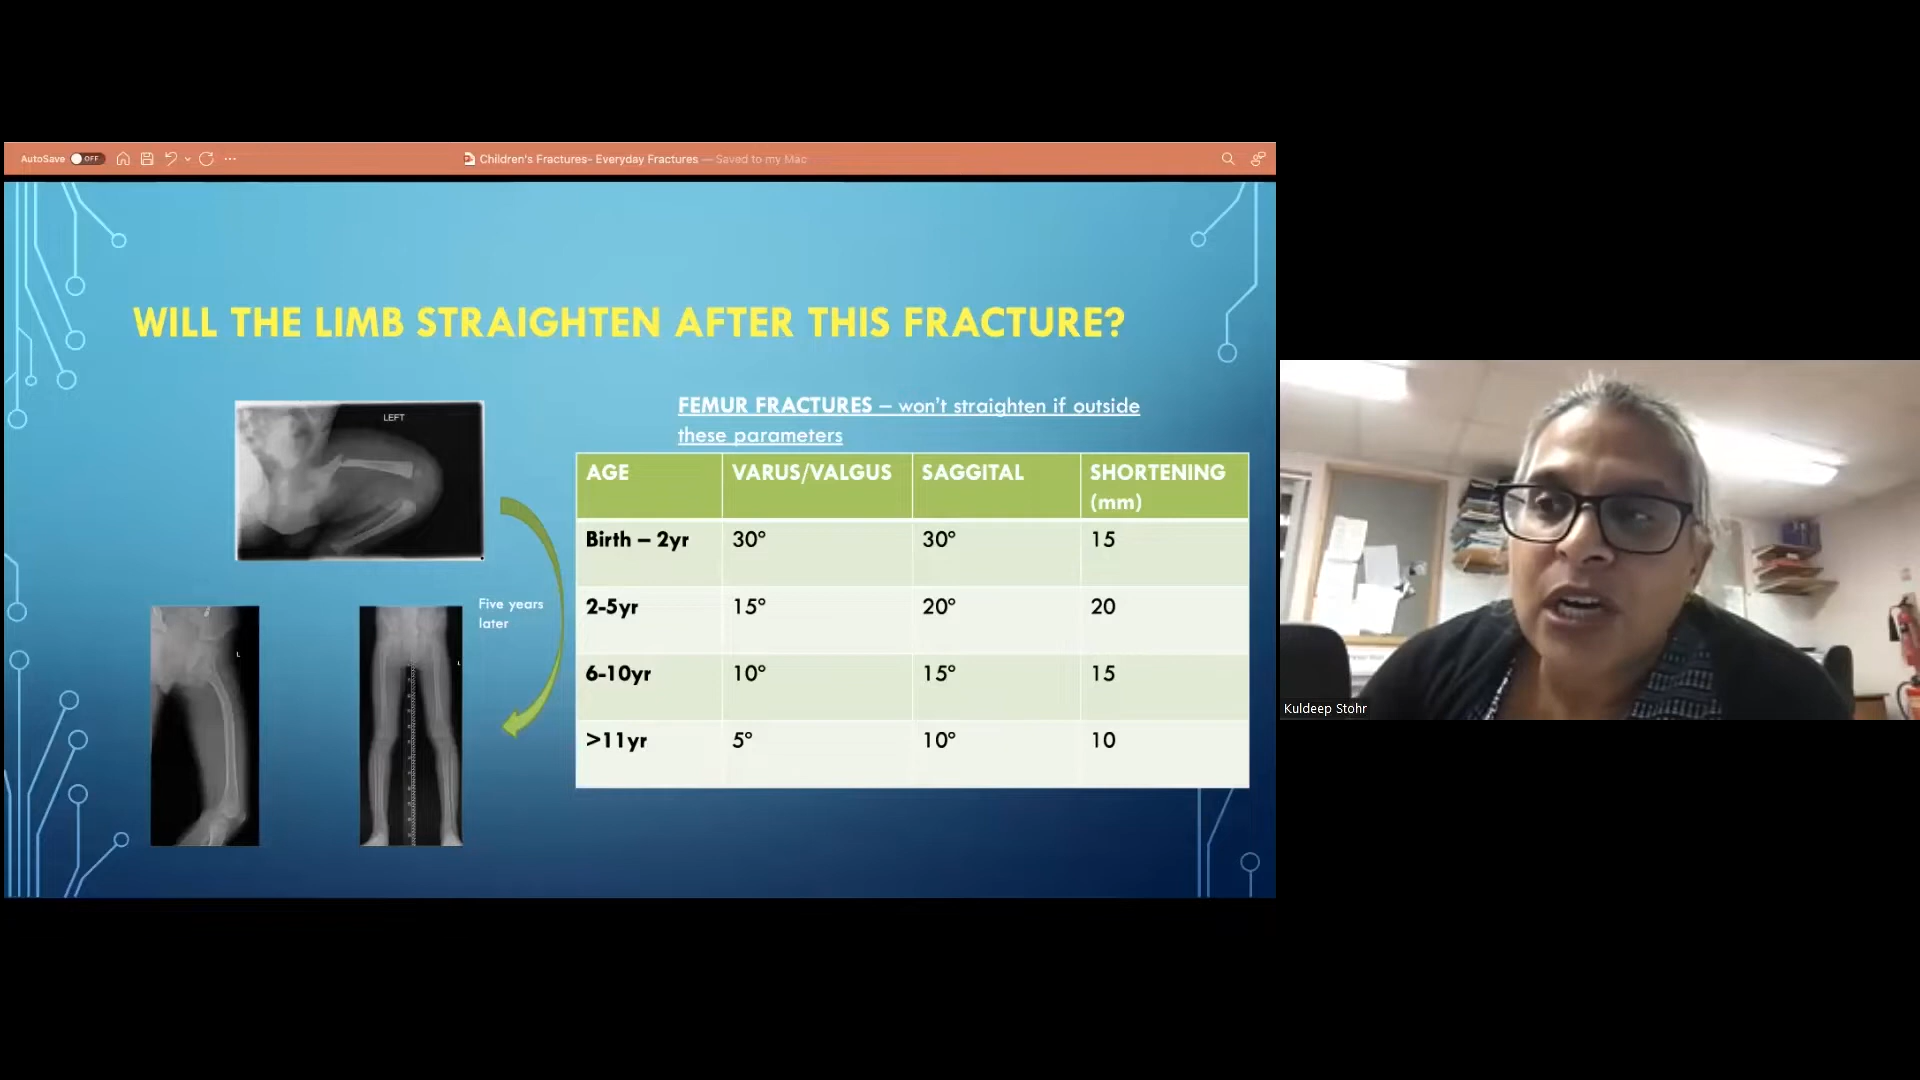 AutoSave OFF
Children's Fractures- Everyday Fractures — Saved to my Mac
WILL THE LIMB STRAIGHTEN AFTER THIS FRACTURE?
LEFT
Five years
later
L
L
FEMUR FRACTURES – won't straighten if outside
these parameters
AGE VARUS/VALGUS SAGGITAL SHORTENING
(mm)
Birth – 2yr 30° 30° 15
2-5yr 15° 20° 20
6-10yr 10° 15° 15
>11yr 5° 10° 10
Kuldeep Stohr